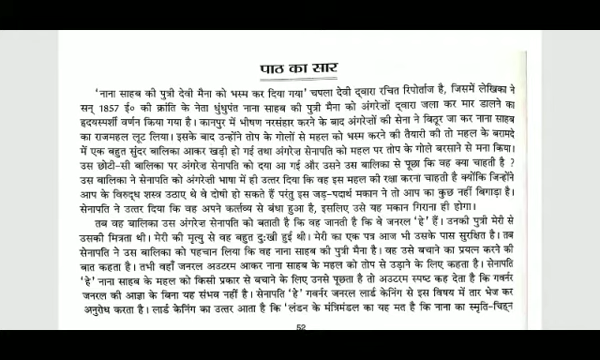 पाठ का सार
'नाना साहब की पुत्री देवी मैना को भस्म कर दिया गया' चपला देवी द्वारा रचित रिपोर्ताज है, जिसमें लेखिका ने
सन् 1857 ई० की क्रांति के नेता धुंधुपंत नाना साहब की पुत्री मैना को अंगरेज़ों द्वारा जला कर मार डालने का
हृदयस्पर्शी वर्णन किया गया है। कानपुर में भीषण नरसंहार करने के बाद अंगरेज़ों की सेना ने बिठूर जा कर नाना साहब
का राजमहल लूट लिया। इसके बाद उन्होंने तोप के गोलों से महल को भस्म करने की तैयारी की तो महल के बरामदे
में एक बहुत सुंदर बालिका आकर खड़ी हो गई तथा अंगरेज़ सेनापति को महल पर तोप के गोले बरसाने से मना किया।
उस छोटी-सी बालिका पर अंगरेज़ सेनापति को दया आ गई और उसने उस बालिका से पूछा कि वह क्या चाहती है ?
उस बालिका ने सेनापति को अंगरेज़ी भाषा में ही उत्तर दिया कि वह इस महल की रक्षा करना चाहती है क्योंकि जिन्होंने
आप के विरुद्ध शस्त्र उठाए थे वे दोषी हो सकते हैं परंतु इस जड़-पदार्थ मकान ने तो आप का कुछ नहीं बिगाड़ा है।
सेनापति ने उत्तर दिया कि वह अपने कर्त्तव्य से बंधा हुआ है, इसलिए उसे यह मकान गिराना ही होगा।
तब वह बालिका उस अंगरेज़ सेनापति को बताती है कि वह जानती है कि वे जनरल 'हे' हैं। उनकी पुत्री मेरी से
उसकी मित्रता थी। मेरी की मृत्यु से वह बहुत दुःखी हुई थी। मेरी का एक पत्र आज भी उसके पास सुरक्षित है। तब
सेनापति ने उस बालिका को पहचान लिया कि वह नाना साहब की पुत्री मैना है। वह उसे बचाने का प्रयत्न करने की
बात कहता है। तभी वहाँ जनरल अउटरम आकर नाना साहब के महल को तोप से उड़ाने के लिए कहता है। सेनापति
'हे' नाना साहब के महल को किसी प्रकार से बचाने के लिए उनसे पूछता है तो अउटरम स्पष्ट कह देता है कि गवर्नर
जनरल की आज्ञा के बिना यह संभव नहीं है। सेनापति 'हे' गवर्नर जनरल लार्ड केनिंग से इस विषय में तार भेज कर
अनुरोध करता है। लार्ड केनिंग का उत्तर आता है कि 'लंडन के मंत्रिमंडल का यह मत है कि नाना का स्मृति-चिह्न
52